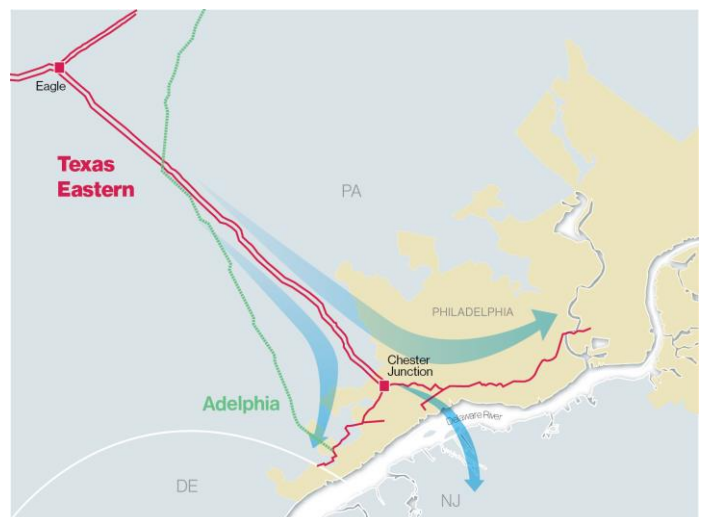 Eagle
Texas
Eastern
PA
PHILADELPHIA
Chester
Junction
Adelphia
Delaware River
DE
NJ